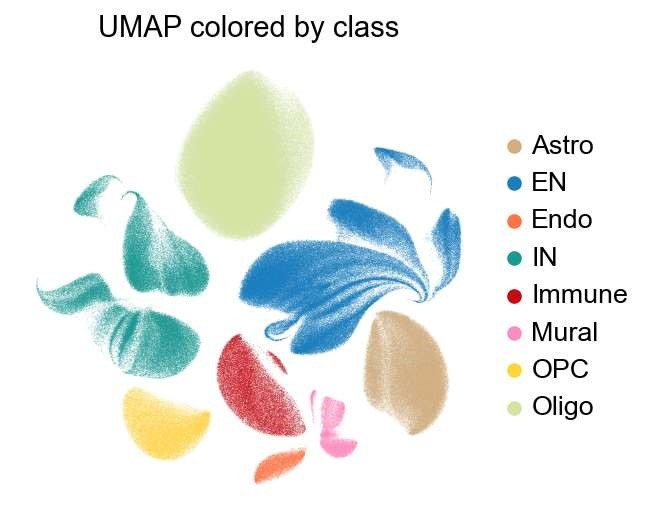 UMAP colored by class
Astro
EN
Endo
IN
Immune
Mural
OPC
Oligo